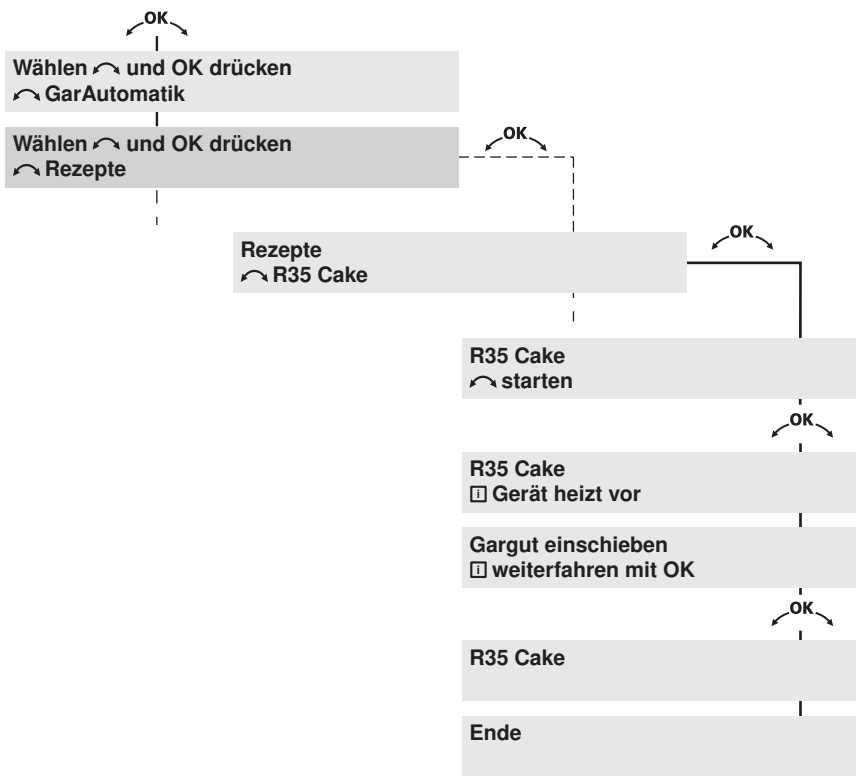 OK
Wählen und OK drücken
GarAutomatik
Wählen und OK drücken
Rezepte
OK
Rezepte
R35 Cake
OK
R35 Cake
starten
OK
R35 Cake
i Gerät heizt vor
Gargut einschieben
i weiterfahren mit OK
OK
R35 Cake
Ende